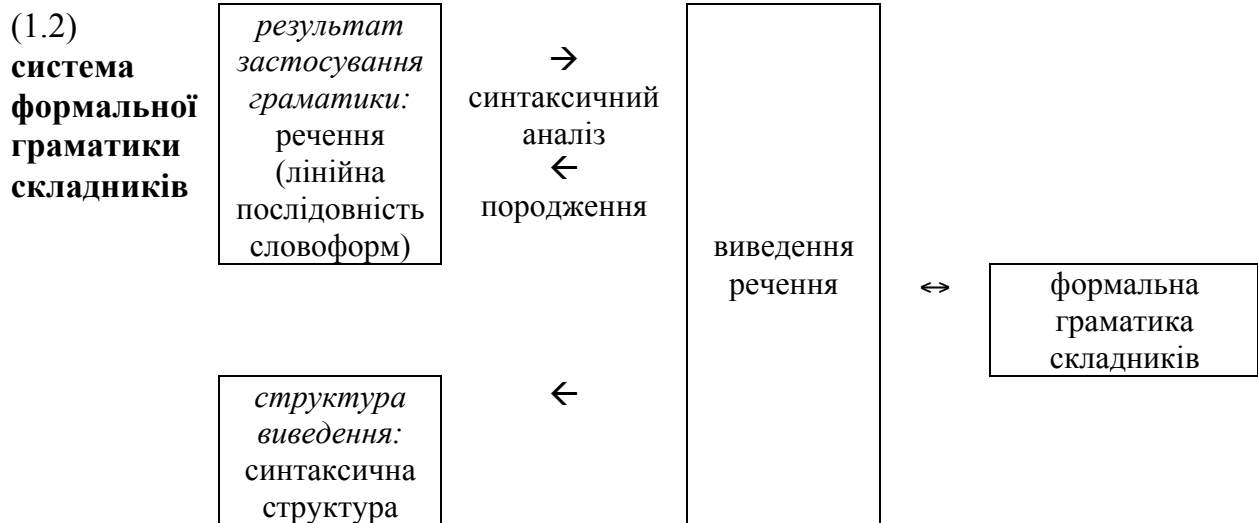 (1.2)
система
формальної
граматики
складників
результат
застосування
граматики:
речення
(лінійна
послідовність
словоформ)
→
синтаксичний
аналіз
←
породження
виведення
речення
↔
формальна
граматика
складників
структура
виведення:
синтаксична
структура
←